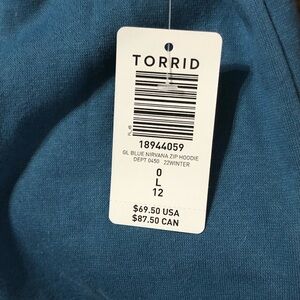 TORRID
18944059
GL BLUE NIRVANA ZIP HOODIE
DEPT 0450 22WINTER
0
L
12
$69.50 USA
$87.50 CAN